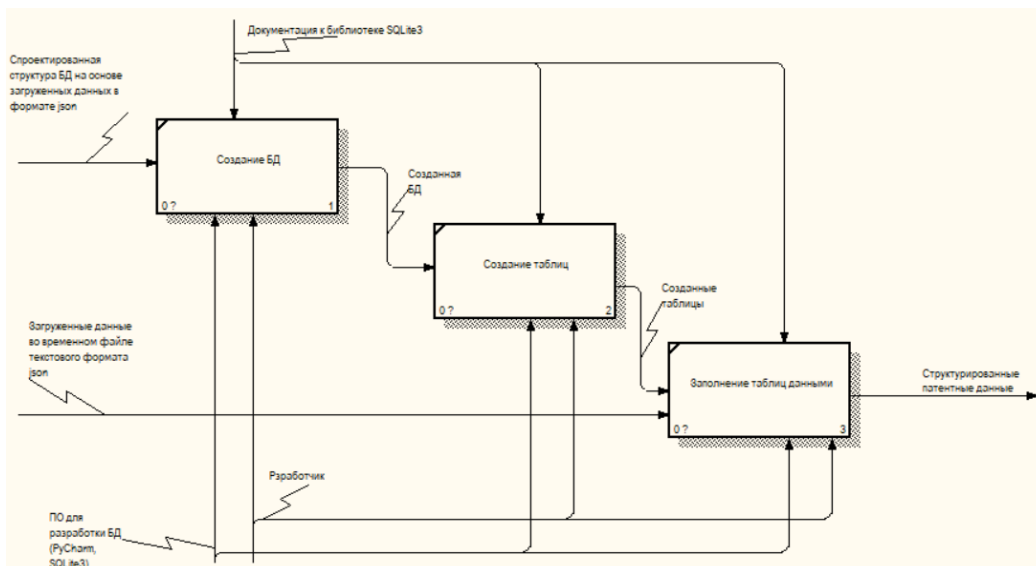 Документация к библиотеке SQLite3
Спроектированная
структура БД на основе
загруженных данных в
формате json
Создание БД
0 ?
1
Созданная
БД
Создание таблиц
0 ?
2
Созданные
таблицы
Загруженные данные
во временном файле
текстового формата
json
Заполнение таблиц данными
0 ?
3
Структурированные
патентные данные
Рзработчик
ПО для
разработки БД
(PyCharm,
SQLite3)